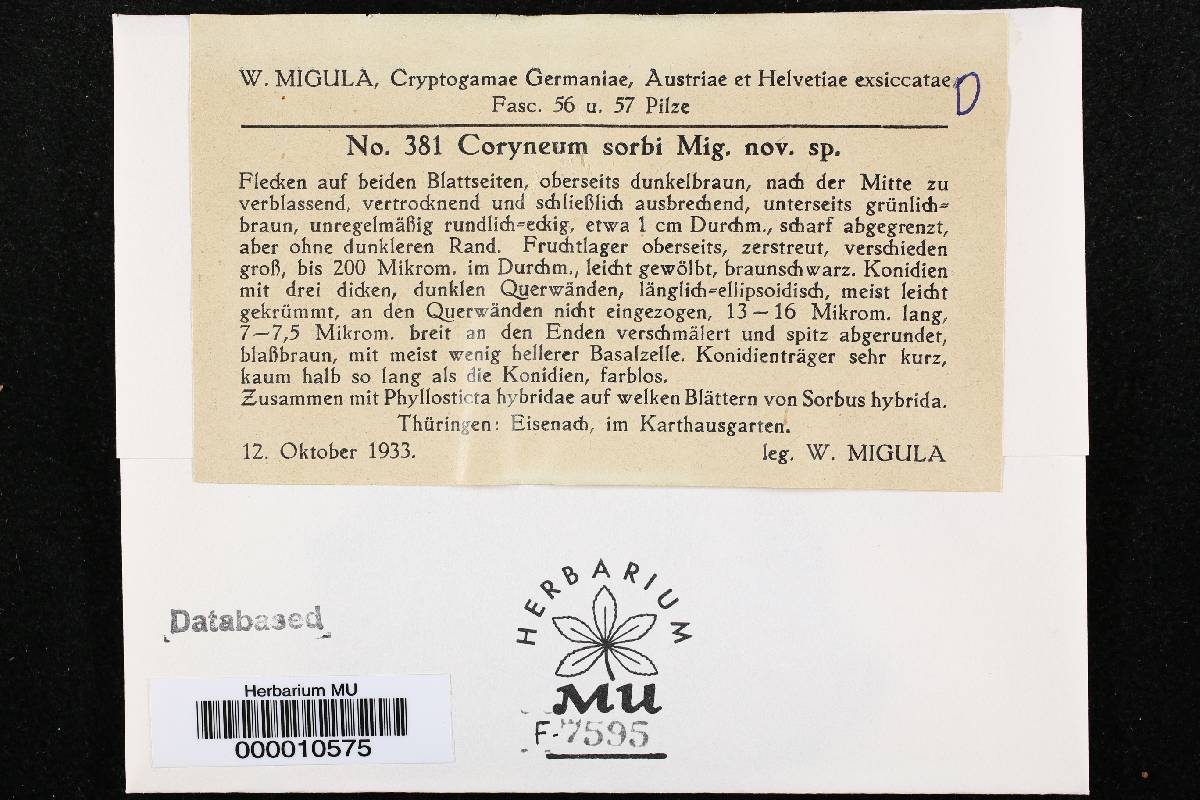 W. MIGULA, Cryptogamae Germaniae, Austriae et Helvetiae exsiccatae,
D
Fasc. 56 u. 57 Pilze
No. 381 Coryneum sorbi Mig. nov. sp.
Flecken auf beiden Blattseiten, oberseits dunkelbraun, nach der Mitte zu
verblassend, vertrocknend und schließlich ausbrechend, unterseits grünlich=
braun, unregelmäßig rundlich=eckig, etwa 1 cm Durchm., scharf abgegrenzt,
aber ohne dunkleren Rand. Fruchtlager oberseits, zerstreut, verschieden
groß, bis 200 Mikrom. im Durchm., leicht gewölbt, braunschwarz. Konidien
mit drei dicken, dunklen Querwänden, länglich=ellipsoidisch, meist leicht
gekrümmt, an den Querwänden nicht eingezogen, 13—16 Mikrom. lang,
7—7,5 Mikrom. breit an den Enden verschmälert und spitz abgerundet,
blaßbraun, mit meist wenig hellerer Basalzelle. Konidienträger sehr kurz,
kaum halb so lang als die Konidien, farblos.
Zusammen mit Phyllosticta hybridae auf welken Blättern von Sorbus hybrida.
Thüringen: Eisenach, im Karthausgarten.
12. Oktober 1933. leg. W. MIGULA
HERBARIUM
MU
F-7595
Databased
Herbarium MU
000010575